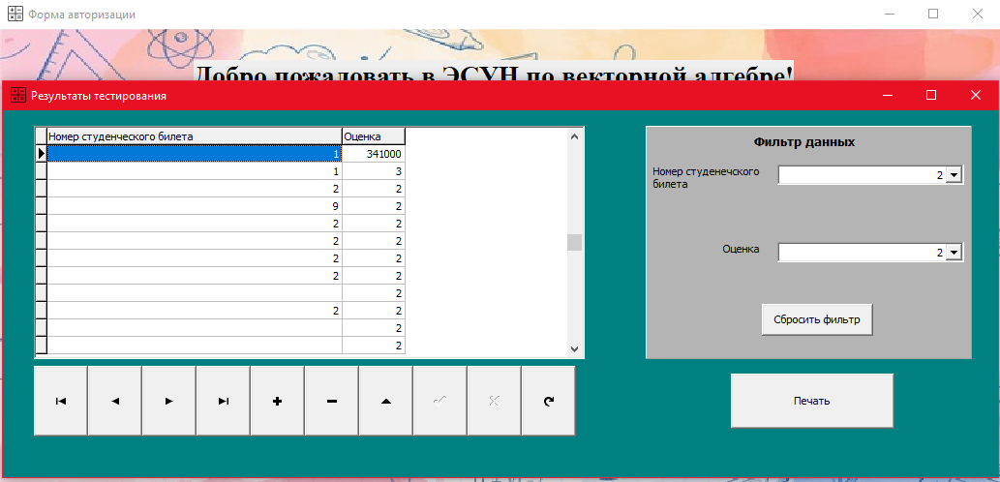 Форма авторизации
Добро пожаловать в ЭСУН по векторной алгебре!
Результаты тестирования
Номер студенческого билета Оценка
1 341000
1 3
2 2
9 2
2 2
2 2
2 2
2 2
2
2 2
2
2
Фильтр данных
Номер студенечского
билета
2
Оценка
2
Сбросить фильтр
Печать